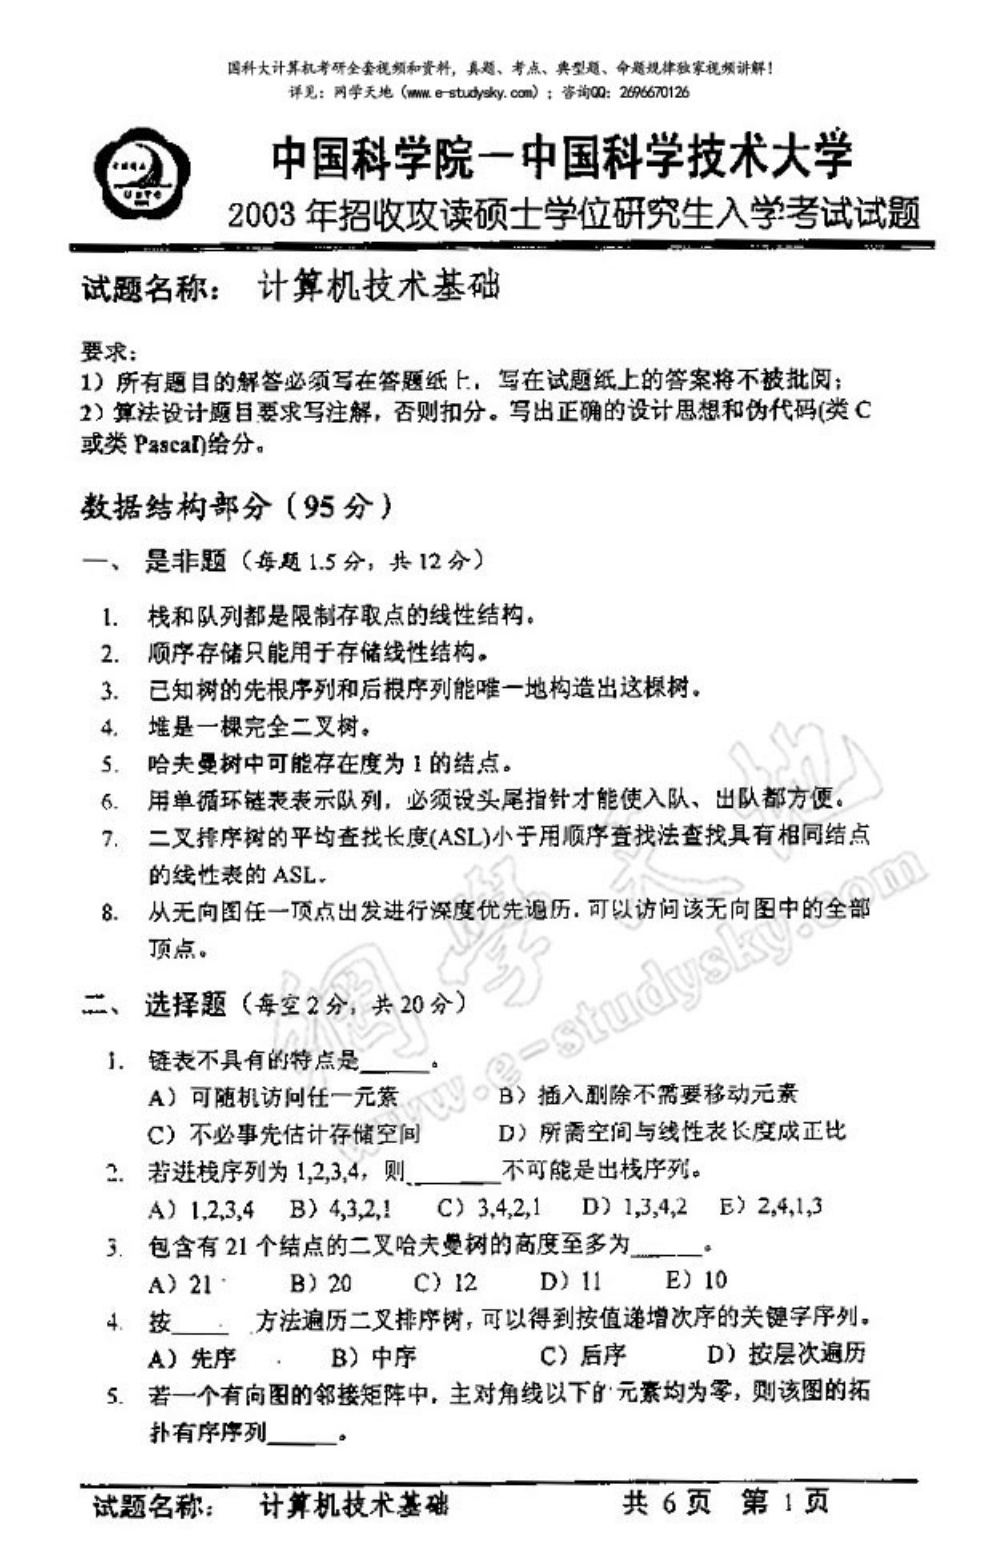 国科大计算机考研全套视频和资料，真题、考点、典型题、命题规律独家视频讲解！
详见：网学天地（www.e-studysky.com）；咨询QQ：2696670126
中国科学院－中国科学技术大学
2003 年招收攻读硕士学位研究生入学考试试题
试题名称： 计算机技术基础
要求：
1）所有题目的解答必须写在答题纸上，写在试题纸上的答案将不被批阅；
2）算法设计题目要求写注解，否则扣分。写出正确的设计思想和伪代码(类 C
或类 Pascal)给分。
数据结构部分（95 分）
一、 是非题（每题 1.5 分，共 12 分）
1. 栈和队列都是限制存取点的线性结构。
2. 顺序存储只能用于存储线性结构。
3. 已知树的先根序列和后根序列能唯一地构造出这棵树。
4. 堆是一棵完全二叉树。
5. 哈夫曼树中可能存在度为 1 的结点。
6. 用单循环链表表示队列，必须设头尾指针才能使入队、出队都方便。
7. 二叉排序树的平均查找长度(ASL)小于用顺序查找法查找具有相同结点
的线性表的 ASL。
8. 从无向图任一顶点出发进行深度优先遍历，可以访问该无向图中的全部
顶点。
二、 选择题（每空 2 分，共 20 分）
1. 链表不具有的特点是______。
A）可随机访问任一元素 B）插入删除不需要移动元素
C）不必事先估计存储空间 D）所需空间与线性表长度成正比
2. 若进栈序列为 1,2,3,4，则________不可能是出栈序列。
A）1,2,3,4 B）4,3,2,1 C）3,4,2,1 D）1,3,4,2 E）2,4,1,3
3. 包含有 21 个结点的二叉哈夫曼树的高度至多为______。
A）21 B）20 C）12 D）11 E）10
4. 按_____ 方法遍历二叉排序树，可以得到按值递增次序的关键字序列。
A）先序 B）中序 C）后序 D）按层次遍历
5. 若一个有向图的邻接矩阵中，主对角线以下的元素均为零，则该图的拓
扑有序序列______。
网学天地
www.e-studysky.com
试题名称： 计算机技术基础 共 6 页 第 1 页